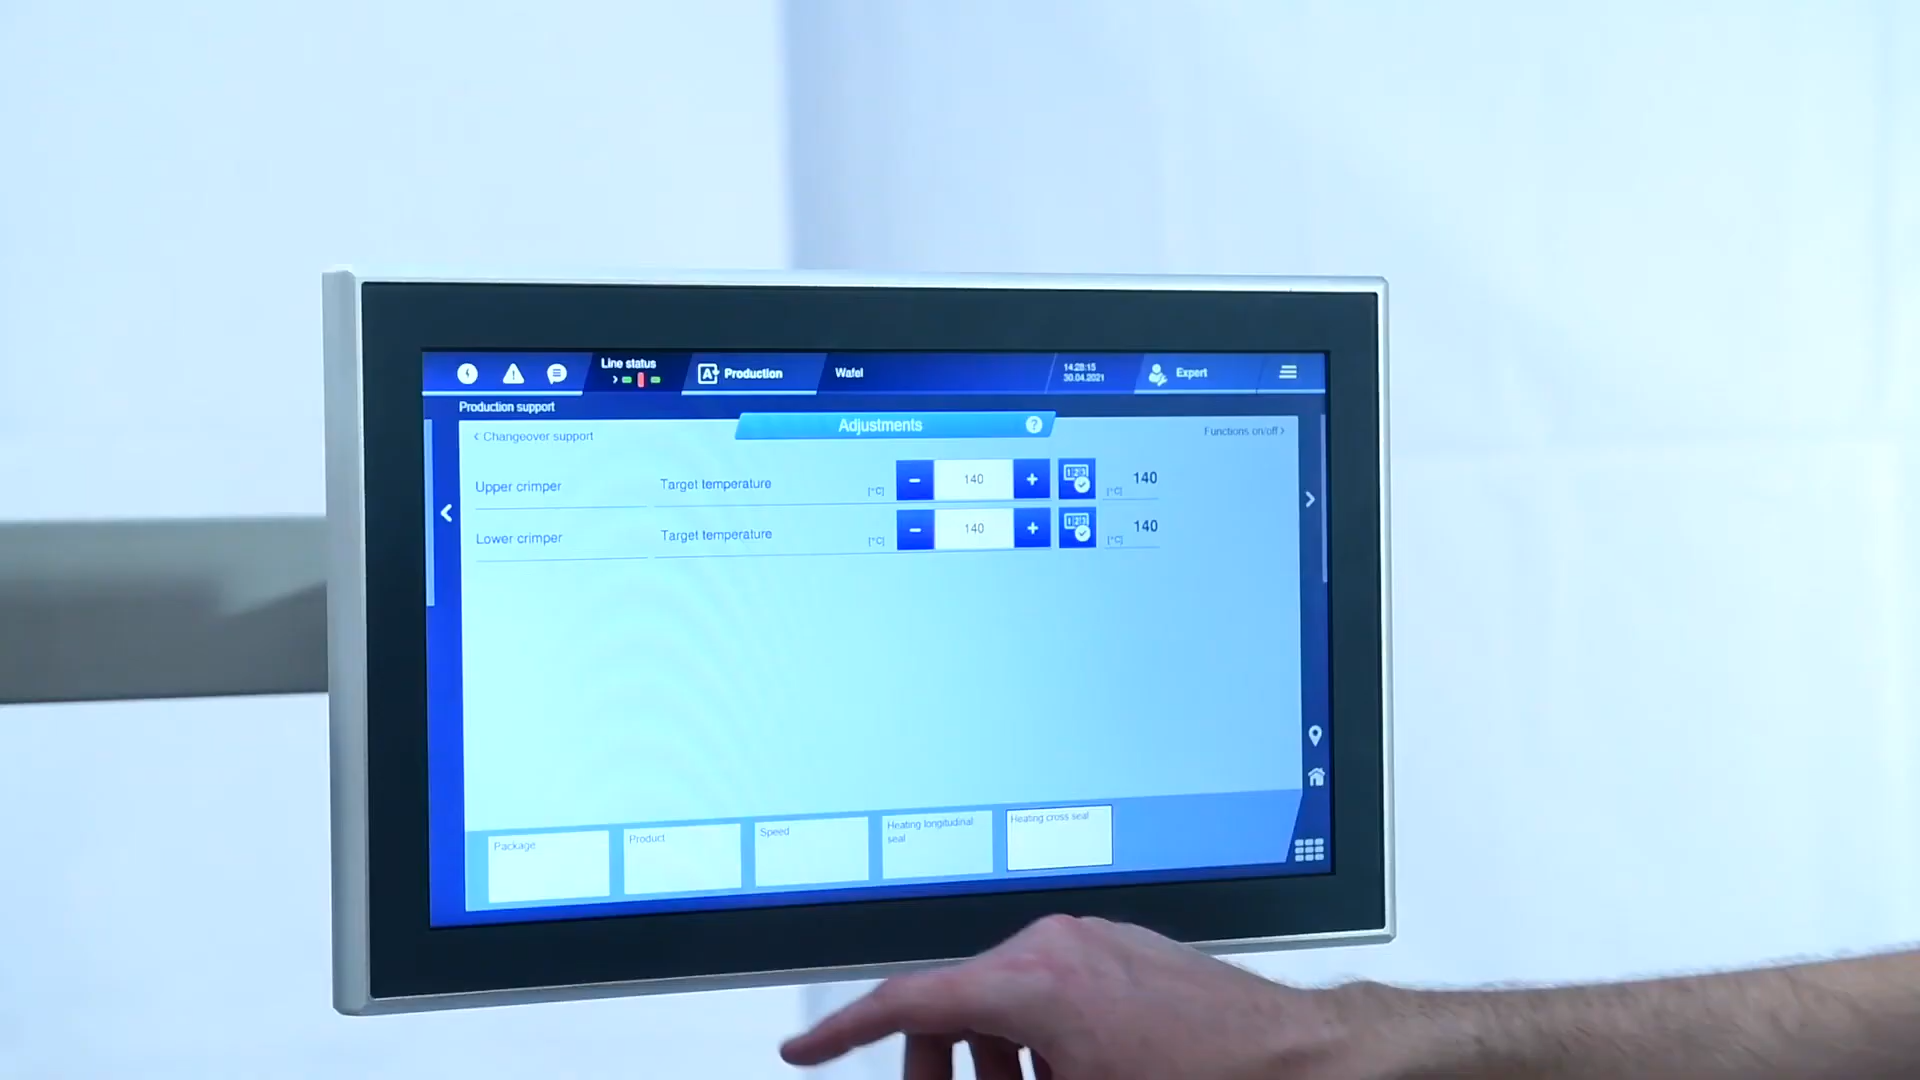 Line status
Production
Wafel
14:28:15
30.04.2021
Expert
Production support
Adjustments
?
< Changeover support
Functions on/off >
Upper crimper
Target temperature
[°C]
-
140
+
[°C]
140
Lower crimper
Target temperature
[°C]
-
140
+
[°C]
140
Package
Product
Speed
Heating longitudinal
seal
Heating cross seal